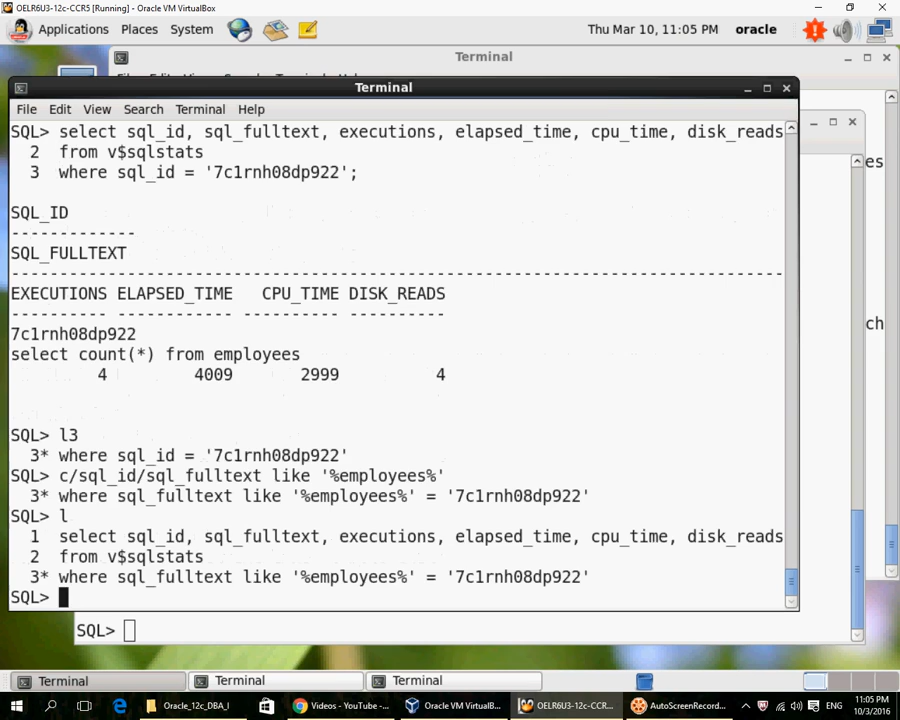 OELR6U3-12c-CCR5 [Running] - Oracle VM VirtualBox
Applications Places System Thu Mar 10, 11:05 PM oracle
Terminal
Terminal
File Edit View Search Terminal Help
SQL> select sql_id, sql_fulltext, executions, elapsed_time, cpu_time, disk_reads
2 from v$sqlstats
3 where sql_id = '7c1rnh08dp922';
es
SQL_ID
-------------
SQL_FULLTEXT
--------------------------------------------------------------------------------
EXECUTIONS ELAPSED_TIME CPU_TIME DISK_READS
---------- ------------ ---------- ----------
ch
7c1rnh08dp922
select count(*) from employees
4 4009 2999 4
SQL> l3
3* where sql_id = '7c1rnh08dp922'
SQL> c/sql_id/sql_fulltext like '%employees%'
3* where sql_fulltext like '%employees%' = '7c1rnh08dp922'
SQL> l
1 select sql_id, sql_fulltext, executions, elapsed_time, cpu_time, disk_reads
2 from v$sqlstats
3* where sql_fulltext like '%employees%' = '7c1rnh08dp922'
SQL>
SQL>
Terminal Terminal Terminal
Oracle_12c_DBA_I Videos - YouTube -... Oracle VM VirtualB... OELR6U3-12c-CCR... AutoScreenRecord... ENG 11:05 PM
10/3/2016